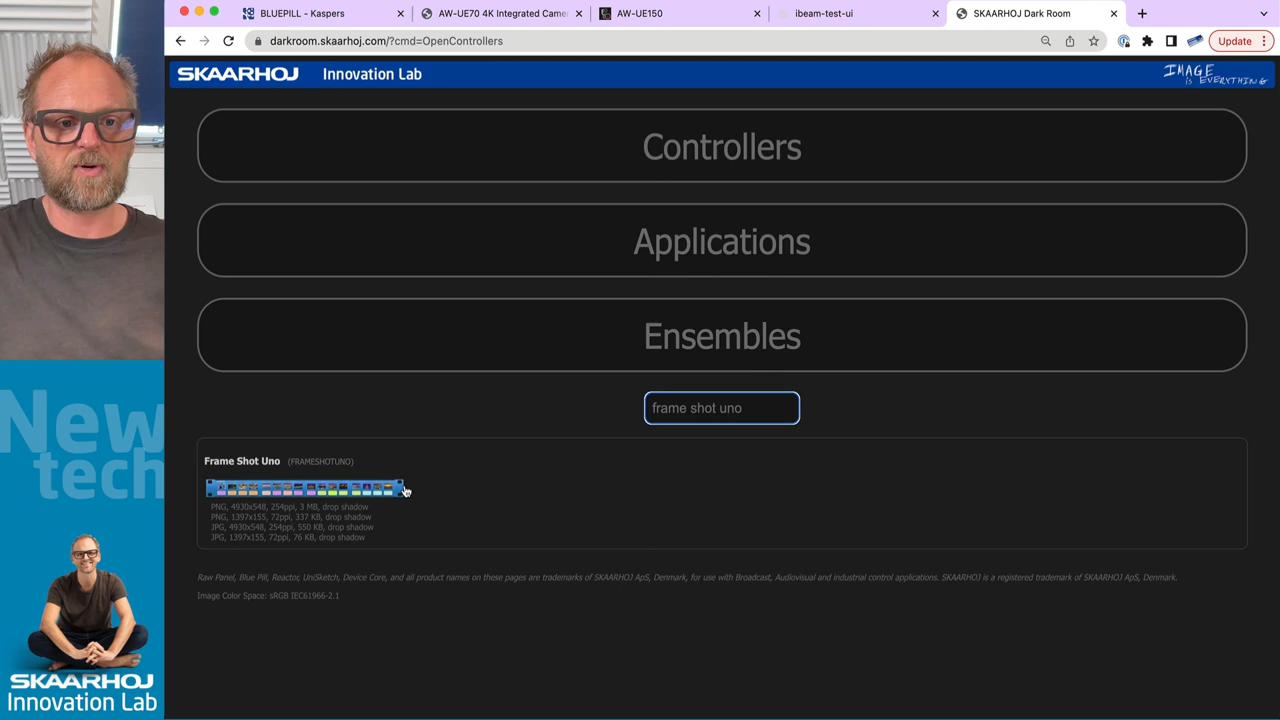 BLUEPILL - Kaspers
AW-UE70 4K Integrated Camer
AW-UE150
ibeam-test-ui
SKAARHOJ Dark Room
darkroom.skaarhoj.com/?cmd=OpenControllers
Update
SKAARHOJ Innovation Lab
IMAGE
IS EVERYTHING
Controllers
Applications
Ensembles
frame shot uno
Frame Shot Uno (FRAMESHOTUNO)
PNG, 4930x548, 254ppi, 3 MB, drop shadow
PNG, 1397x155, 72ppi, 337 KB, drop shadow
JPG, 4930x548, 254ppi, 550 KB, drop shadow
JPG, 1397x155, 72ppi, 76 KB, drop shadow
Raw Panel, Blue Pill, Reactor, UniSketch, Device Core, and all product names on these pages are trademarks of SKAARHOJ ApS, Denmark, for use with Broadcast, Audiovisual and industrial control applications. SKAARHOJ is a registered trademark of SKAARHOJ ApS, Denmark.
Image Color Space: sRGB IEC61966-2.1
New
tech
SKAARHOJ
Innovation Lab